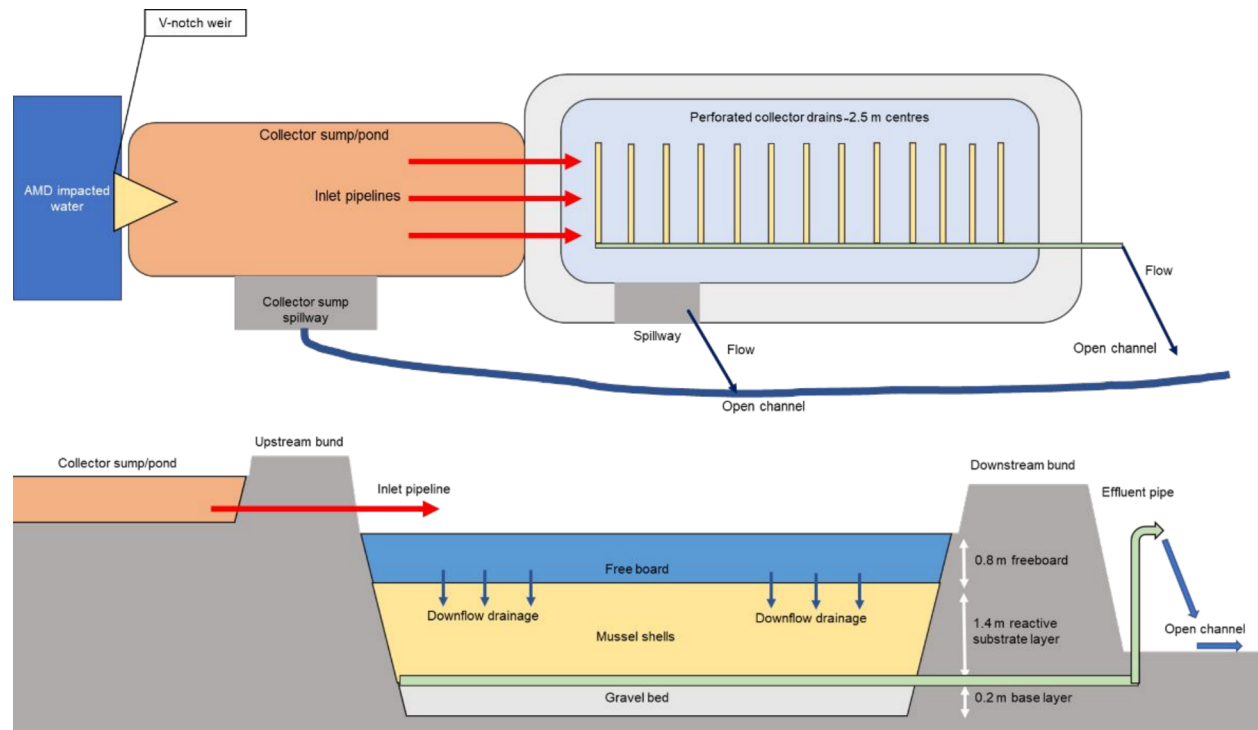 V-notch weir
AMD impacted
water
Collector sump/pond
Inlet pipelines
Collector sump
spillway
Perforated collector drains-2.5 m centres
Spillway
Flow
Open channel
Flow
Open channel
Collector sump/pond
Upstream bund
Inlet pipeline
Free board
Downflow drainage
Downflow drainage
Mussel shells
Gravel bed
Downstream bund
0.8 m freeboard
1.4 m reactive
substrate layer
0.2 m base layer
Effluent pipe
Open channel